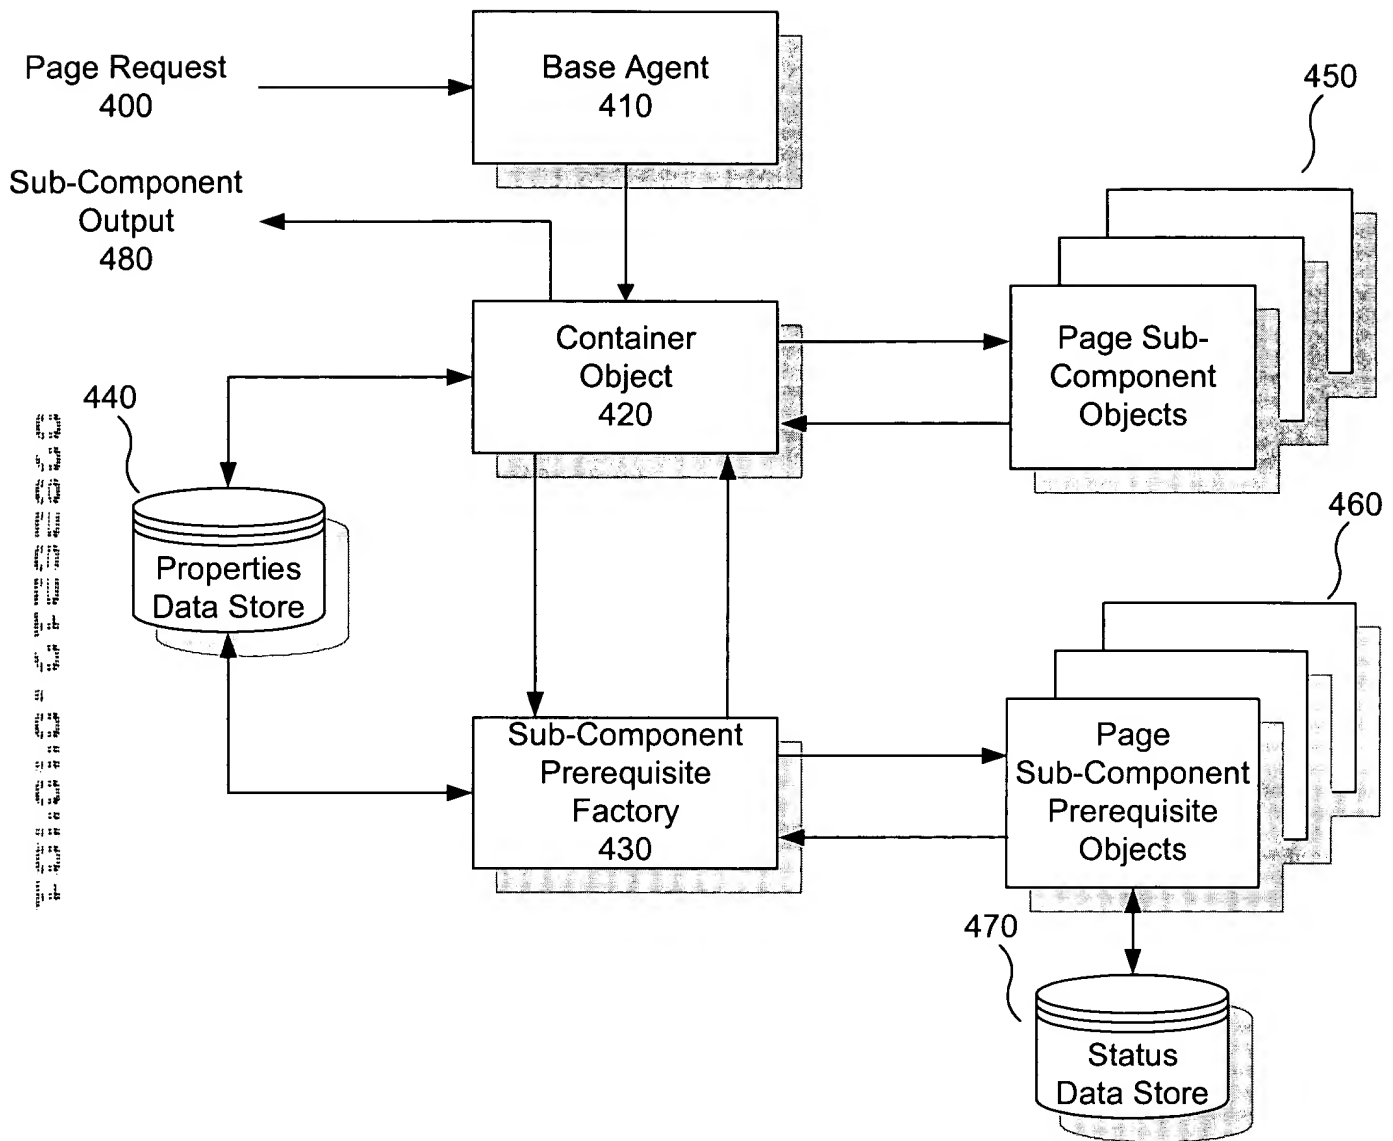 Page Request
400
Base Agent
410
450
Sub-Component
Output
480
Container
Object
420
Page Sub-
Component
Objects
440
Properties
Data Store
460
Sub-Component
Prerequisite
Factory
430
Page
Sub-Component
Prerequisite
Objects
470
Status
Data Store